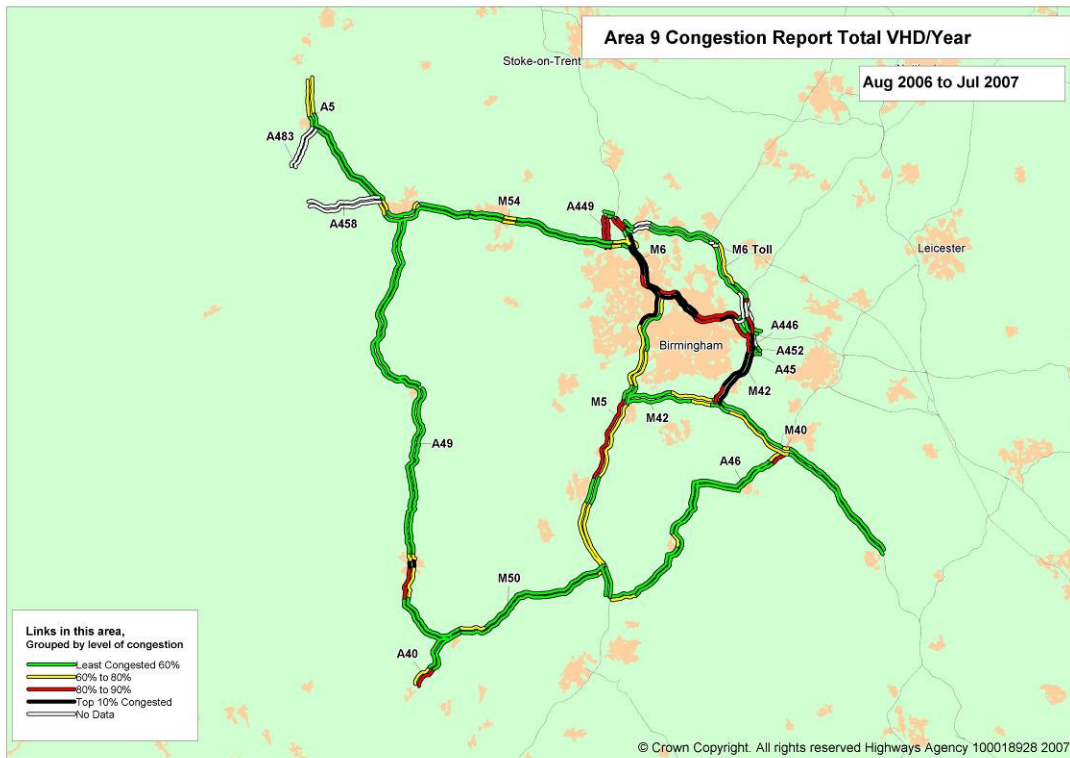 Area 9 Congestion Report Total VHD/Year
Stoke-on-Trent
Aug 2006 to Jul 2007
A5
A483
A458
M54
A449
M6
M6 Toll
Leicester
A446
Birmingham
A452
A45
M42
M5
M42
M40
A49
A46
M50
A40
Links in this area,
Grouped by level of congestion
Least Congested 60%
60% to 80%
80% to 90%
Top 10% Congested
No Data
© Crown Copyright. All rights reserved Highways Agency 100018928 2007